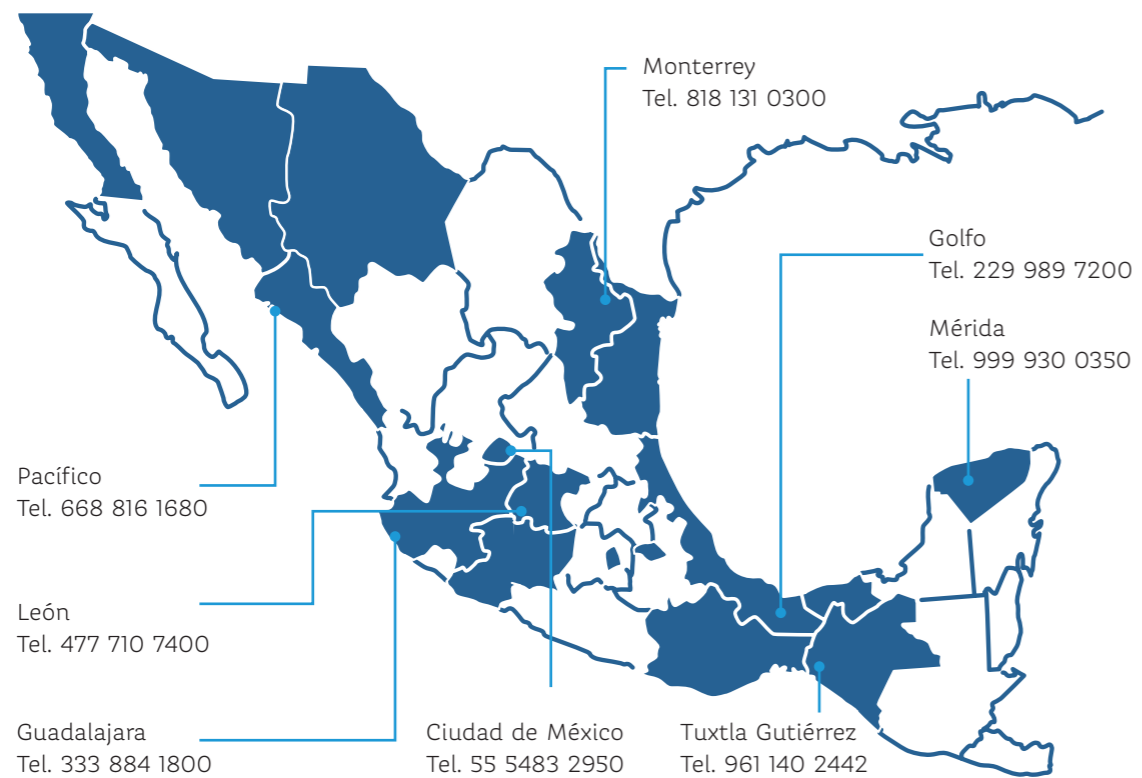 Monterrey
Tel. 818 131 0300
Golfo
Tel. 229 989 7200
Mérida
Tel. 999 930 0350
Pacífico
Tel. 668 816 1680
León
Tel. 477 710 7400
Guadalajara
Tel. 333 884 1800
Ciudad de México
Tel. 55 5483 2950
Tuxtla Gutiérrez
Tel. 961 140 2442